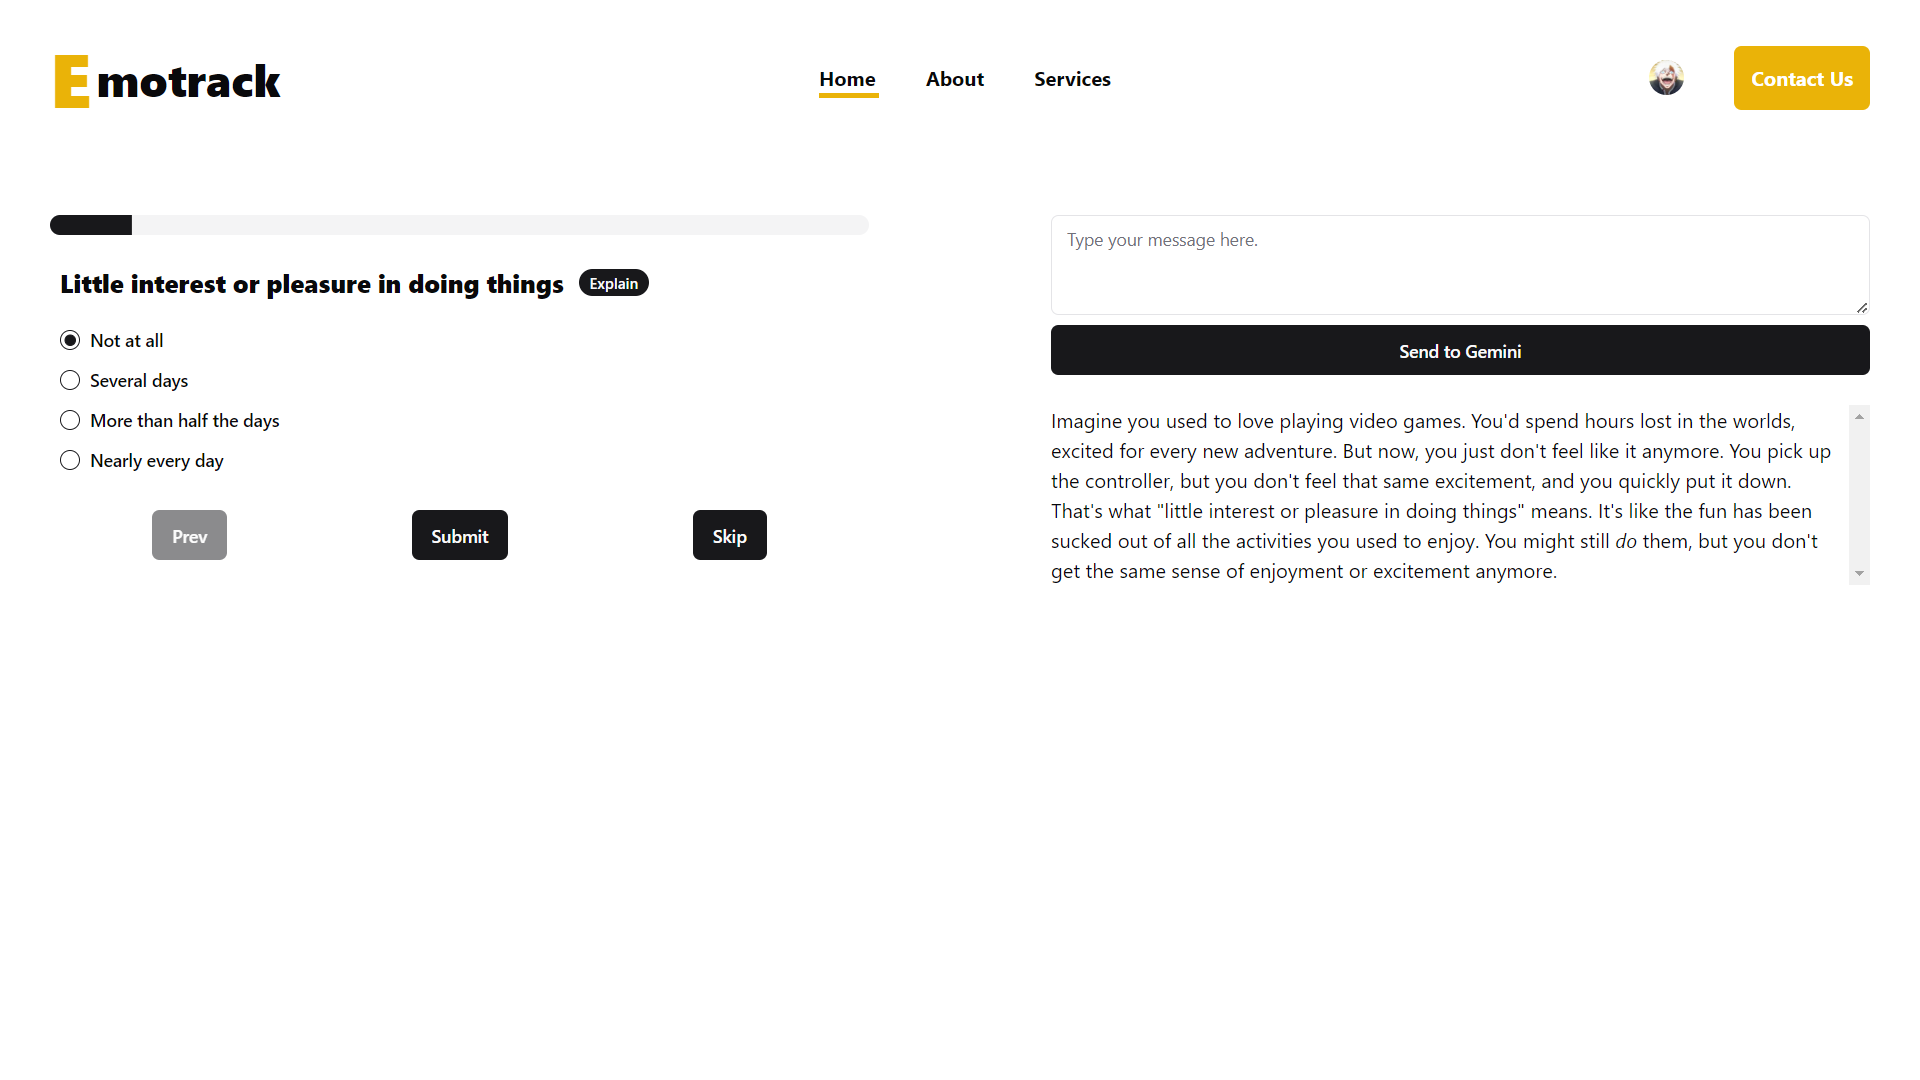 Emotrack
Home About Services
Contact Us
Little interest or pleasure in doing things Explain
Not at all
Several days
More than half the days
Nearly every day
Prev Submit Skip
Type your message here.
Send to Gemini
Imagine you used to love playing video games. You'd spend hours lost in the worlds,
excited for every new adventure. But now, you just don't feel like it anymore. You pick up
the controller, but you don't feel that same excitement, and you quickly put it down.
That's what "little interest or pleasure in doing things" means. It's like the fun has been
sucked out of all the activities you used to enjoy. You might still do them, but you don't
get the same sense of enjoyment or excitement anymore.